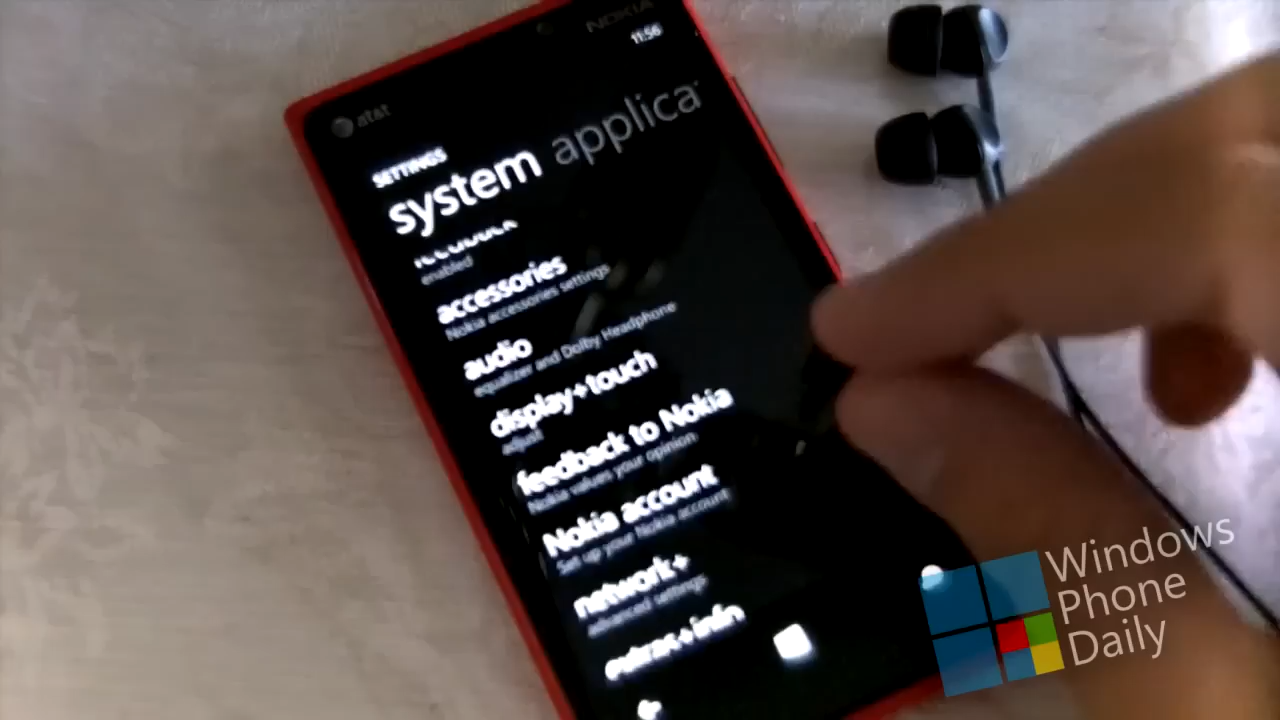 NOKIA
11:56
at&t
SETTINGS
system applica
feedback
enabled
accessories
Nokia accessories settings
audio
equalizer and Dolby Headphone
display+touch
adjust
feedback to Nokia
Nokia values your opinion
Nokia account
Set up your Nokia account
network+
advanced settings
extras+info
Windows
Phone
Daily